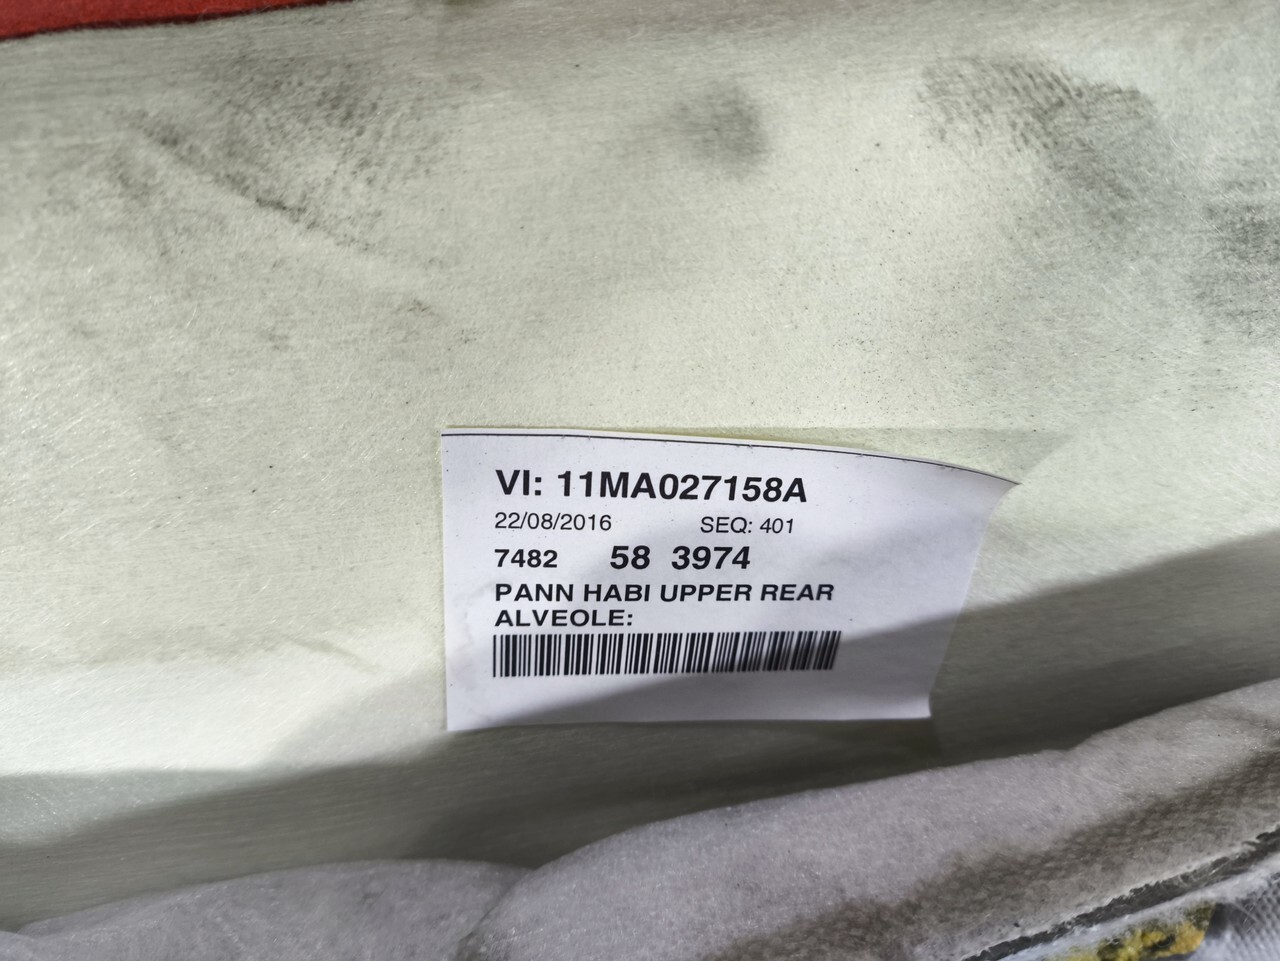 VI: 11MA027158A
22/08/2016 SEQ: 401
7482 58 3974
PANN HABI UPPER REAR
ALVEOLE: